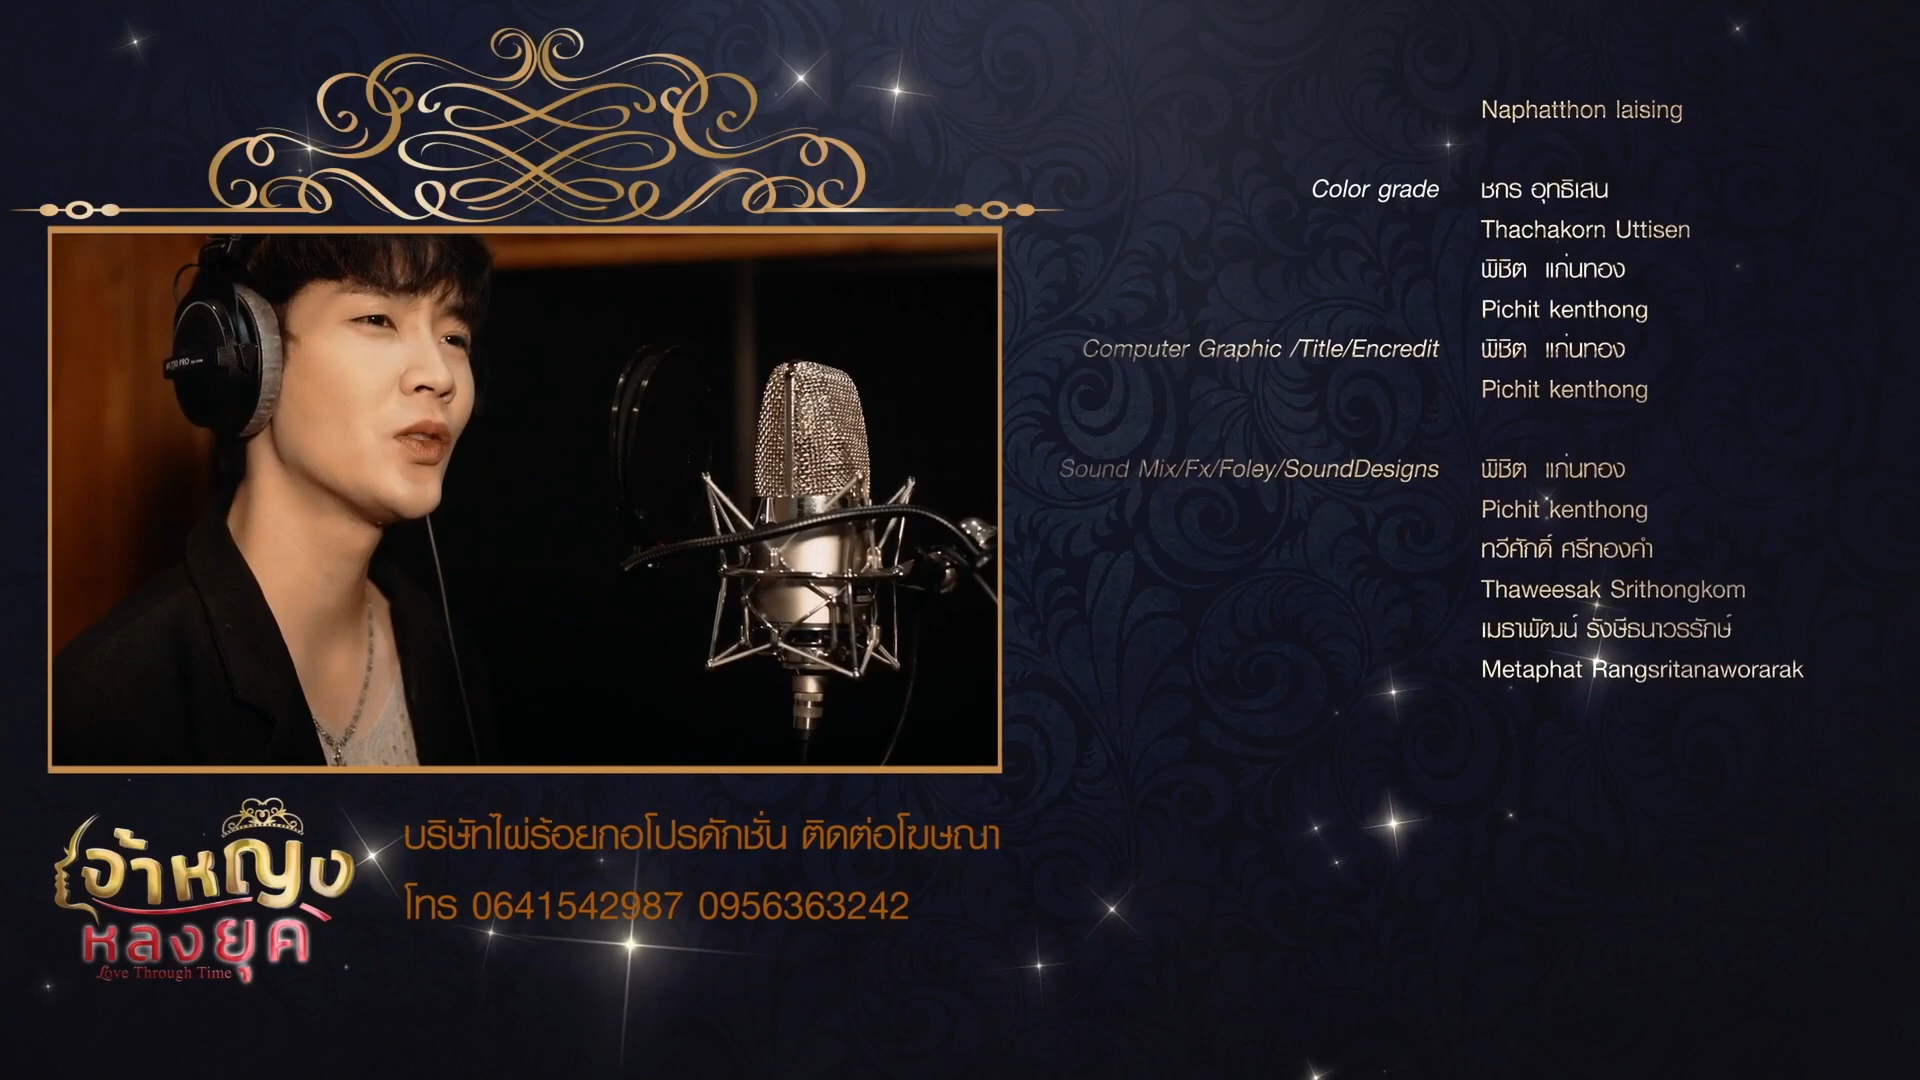 Naphatthon laising
Color grade
ชกร อุทธิเสน
Thachakorn Uttisen
พิชิต แก่นทอง
Pichit kenthong
Computer Graphic /Title/Encredit
พิชิต แก่นทอง
Pichit kenthong
Sound Mix/Fx/Foley/SoundDesigns
พิชิต แก่นทอง
Pichit kenthong
ทวีศักดิ์ ศรีทองคำ
Thaweesak Srithongkom
เมธาพัฒน์ รังษีธนาวรรักษ์
Metaphat Rangsritanaworarak
เจ้าหญิง
หลงยุค
Love Through Time
บริษัทไผ่ร้อยกอโปรดักชั่น ติดต่อโฆษณา
โทร 0641542987 0956363242